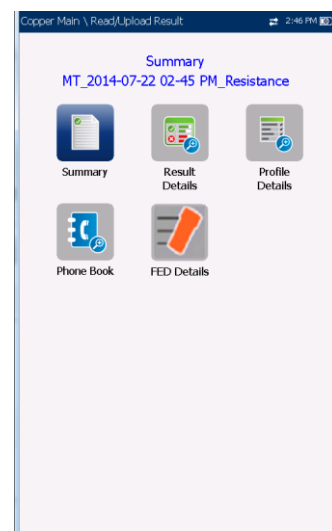 Copper Main \ Read/Upload Result 2:46 PM
Summary
MT_2014-07-22 02-45 PM_Resistance
Summary
Result
Details
Profile
Details
Phone Book
FED Details